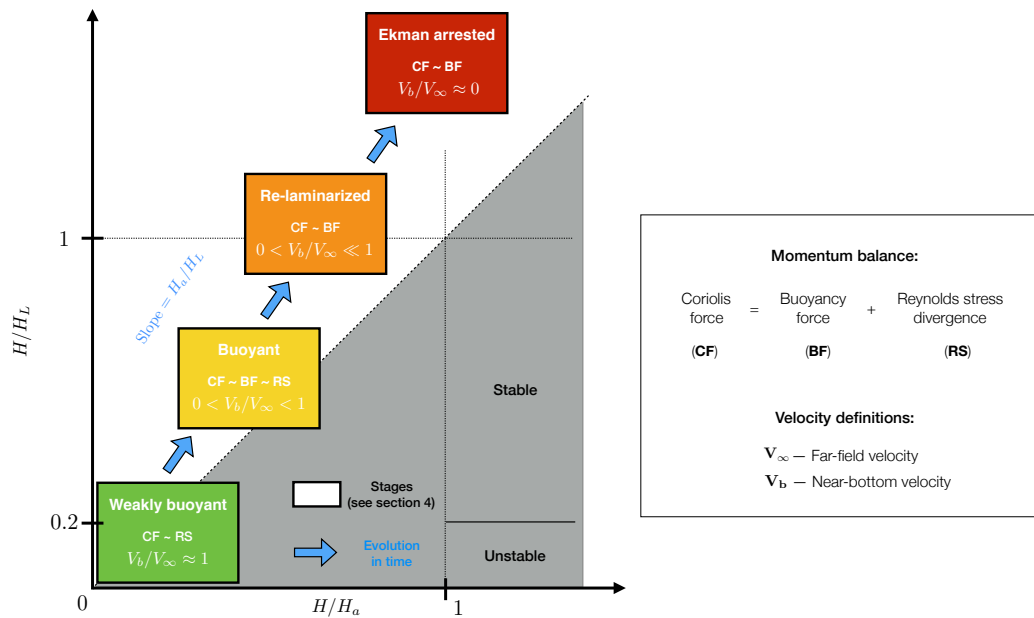 Ekman arrested
CF ~ BF
V_b/V_∞ ≈ 0
Re-laminarized
CF ~ BF
0 < V_b/V_∞ ≪ 1
1
Slope = H_a/H_L
H/H_L
Buoyant
CF ~ BF ~ RS
0 < V_b/V_∞ < 1
Stable
Weakly buoyant
CF ~ RS
V_b/V_∞ ≈ 1
Stages
(see section 4)
0.2
Evolution
in time
Unstable
0
H/H_a
1
Momentum balance:
Coriolis force = Buoyancy force + Reynolds stress divergence
(CF) (BF) (RS)
Velocity definitions:
V_∞ – Far-field velocity
V_b – Near-bottom velocity